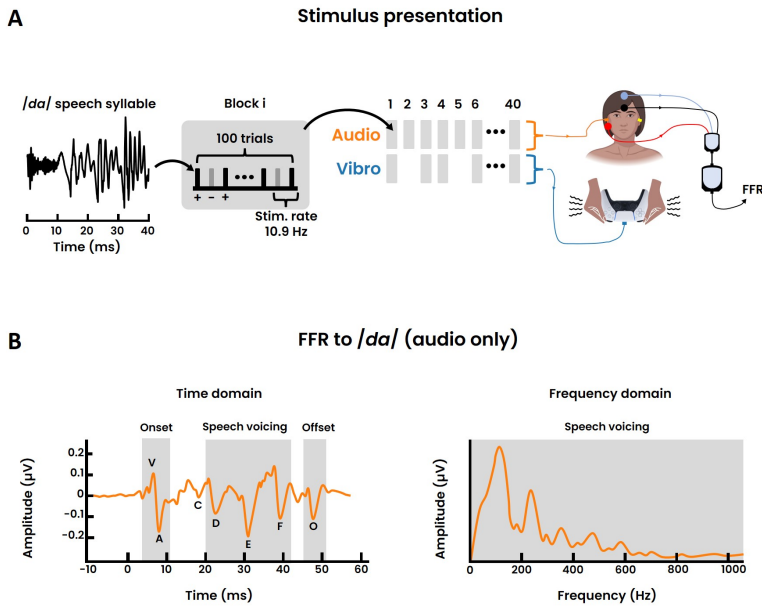 A
Stimulus presentation
/da/ speech syllable
0 10 20 30 40
Time (ms)
Block i
100 trials
+ − +
Stim. rate
10.9 Hz
1 2 3 4 5 6 40
Audio
Vibro
FFR
B
FFR to /da/ (audio only)
Time domain
Onset Speech voicing Offset
Amplitude (µV)
0.2
0.1
0
−0.1
−0.2
V
A
C
D
E
F
O
−10 0 10 20 30 40 50 60
Time (ms)
Frequency domain
Speech voicing
Amplitude (µV)
0 200 400 600 800 1000
Frequency (Hz)